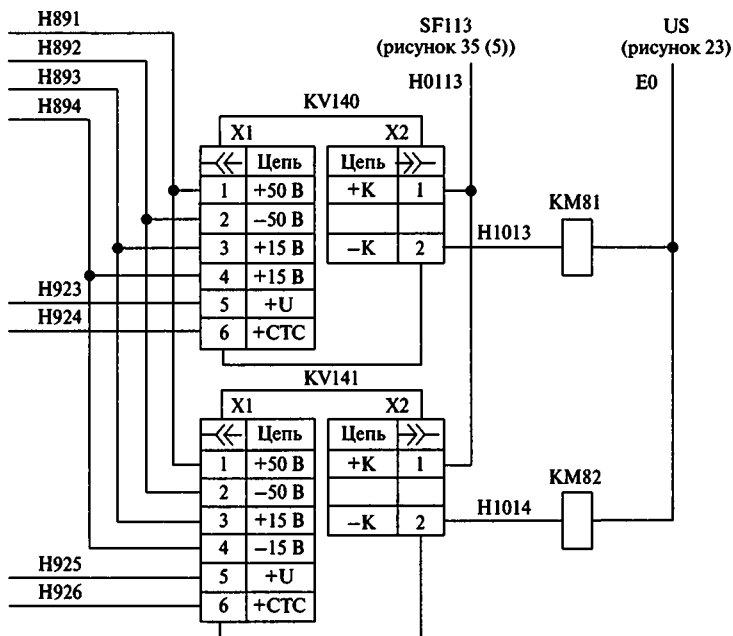 H891
H892
H893
H894
SF113
(рисунок 35 (5))
H0113
US
(рисунок 23)
E0
KV140
X1
X2
Цепь
Цепь
1 +50 В
+К 1
2 −50 В
3 +15 В
−К 2
4 +15 В
5 +U
6 +СТС
H1013
KM81
H923
H924
KV141
X1
X2
Цепь
Цепь
1 +50 В
+К 1
2 −50 В
3 +15 В
−К 2
4 −15 В
5 +U
6 +СТС
H1014
KM82
H925
H926